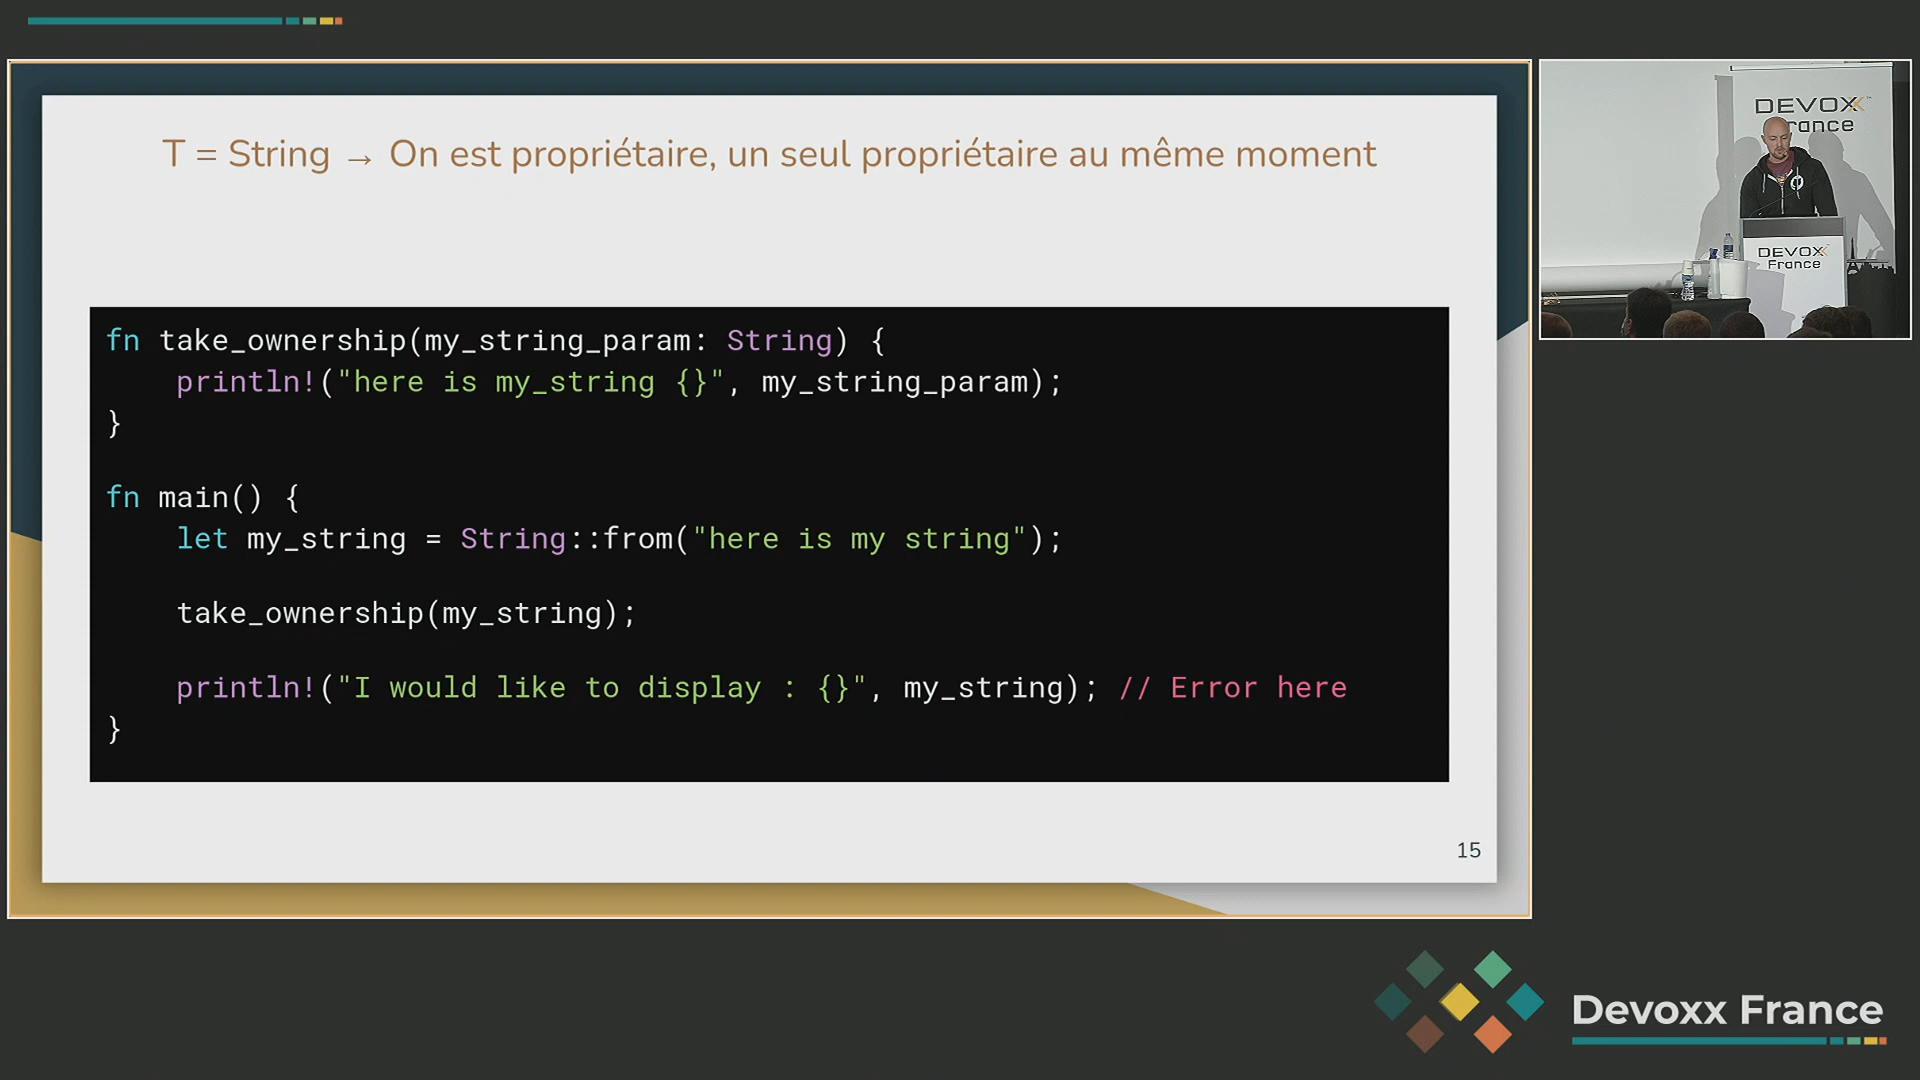 T = String → On est propriétaire, un seul propriétaire au même moment
fn take_ownership(my_string_param: String) {
    println!("here is my_string {}", my_string_param);
}
fn main() {
    let my_string = String::from("here is my string");
    take_ownership(my_string);
    println!("I would like to display : {}", my_string); // Error here
}
15
DEVOXX
France
DEVOXX
France
Devoxx France